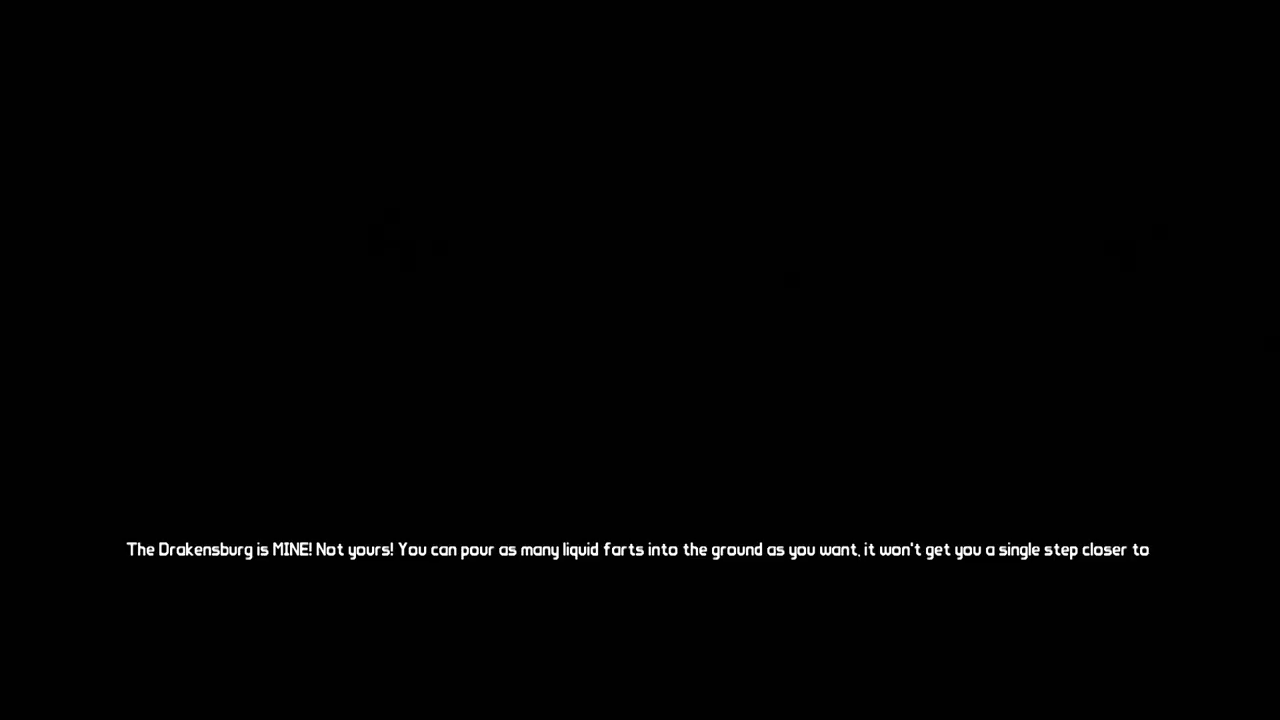 The Drakensburg is MINE! Not yours! You can pour as many liquid farts into the ground as you want, it won't get you a single step closer to